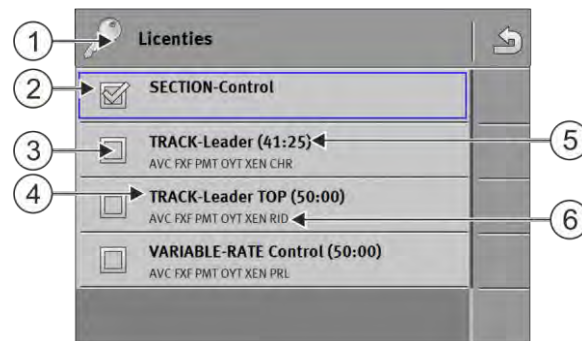 Licenties
1
2
SECTION-Control
3
TRACK-Leader (41:25)
5
AVC FXF PMT OYT XEN CHR
4
TRACK-Leader TOP (50:00)
AVC FXF PMT OYT XEN RID
6
VARIABLE-RATE Control (50:00)
AVC FXF PMT OYT XEN PRL